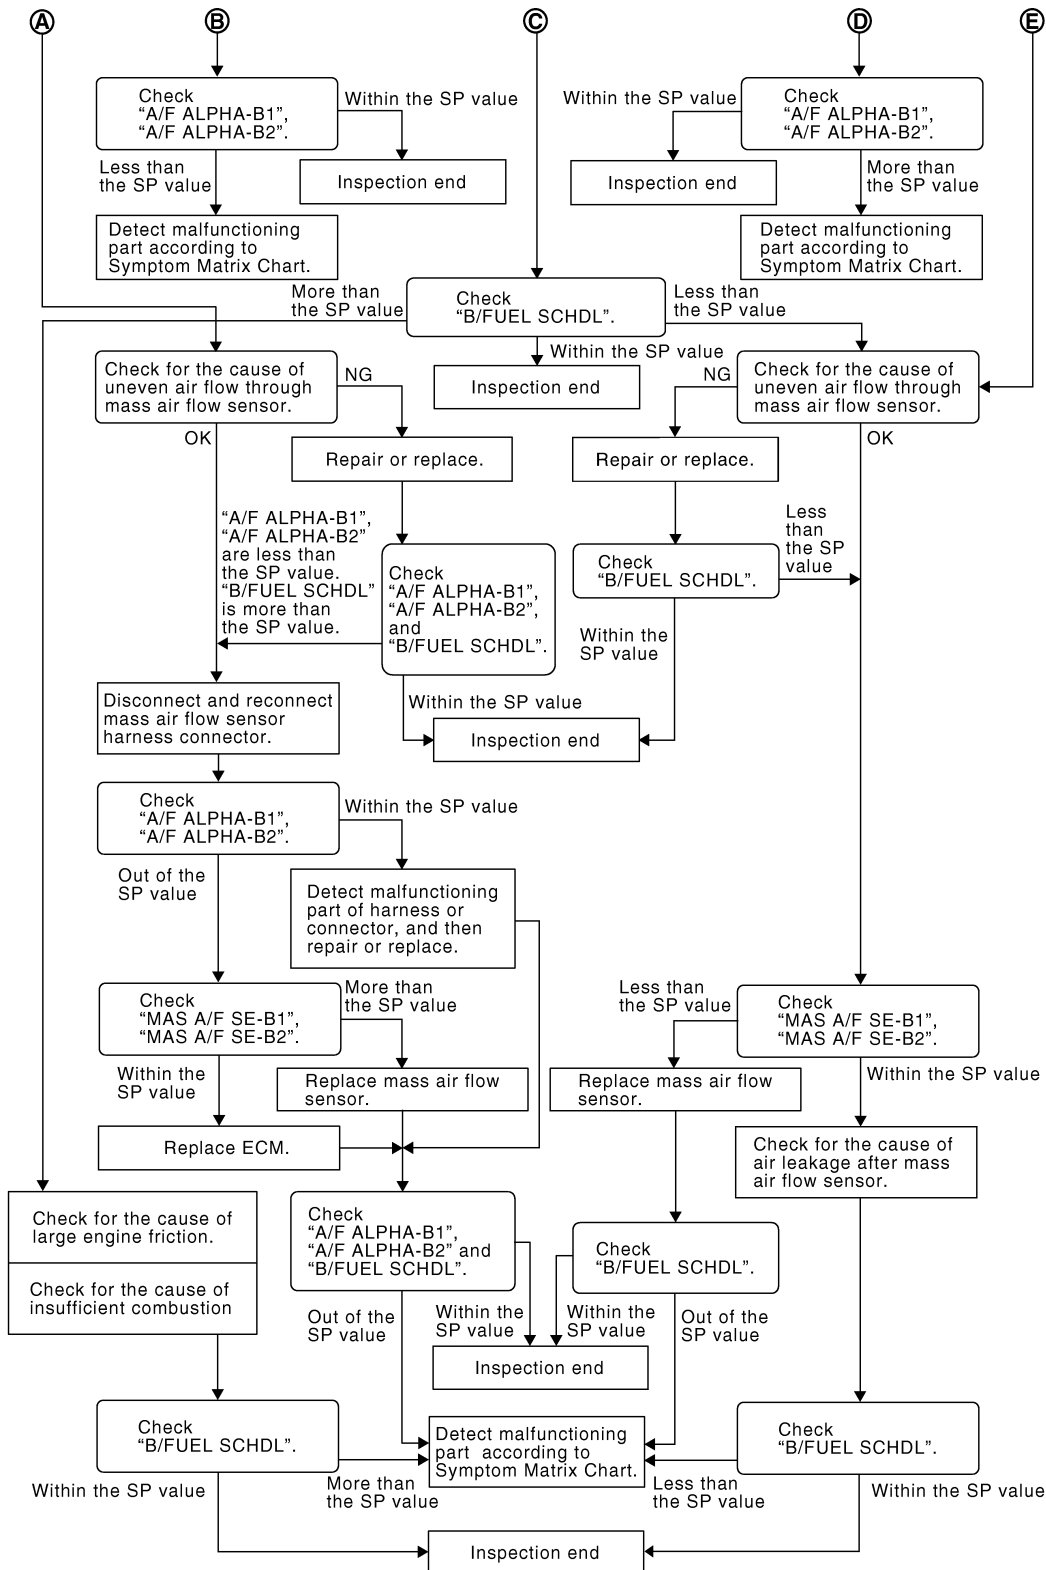 A
B
C
D
E
Check
“A/F ALPHA-B1”,
“A/F ALPHA-B2”.
Within the SP value
Less than
the SP value
Inspection end
Detect malfunctioning
part according to
Symptom Matrix Chart.
Within the SP value
Check
“A/F ALPHA-B1”,
“A/F ALPHA-B2”.
Inspection end
More than
the SP value
Detect malfunctioning
part according to
Symptom Matrix Chart.
More than
the SP value
Check
“B/FUEL SCHDL”.
Less than
the SP value
Within the SP value
Inspection end
Check for the cause of
uneven air flow through
mass air flow sensor.
NG
OK
Repair or replace.
NG
Check for the cause of
uneven air flow through
mass air flow sensor.
OK
Repair or replace.
“A/F ALPHA-B1”,
“A/F ALPHA-B2”
are less than
the SP value.
“B/FUEL SCHDL”
is more than
the SP value.
Check
“A/F ALPHA-B1”,
“A/F ALPHA-B2”,
and
“B/FUEL SCHDL”.
Check
“B/FUEL SCHDL”.
Less
than
the SP
value
Within the
SP value
Within the SP value
Inspection end
Disconnect and reconnect
mass air flow sensor
harness connector.
Check
“A/F ALPHA-B1”,
“A/F ALPHA-B2”.
Within the SP value
Out of the
SP value
Detect malfunctioning
part of harness or
connector, and then
repair or replace.
Check
“MAS A/F SE-B1”,
“MAS A/F SE-B2”.
More than
the SP value
Less than
the SP value
Check
“MAS A/F SE-B1”,
“MAS A/F SE-B2”.
Within the
SP value
Replace mass air flow
sensor.
Replace mass air flow
sensor.
Within the SP value
Replace ECM.
Check for the cause of
air leakage after mass
air flow sensor.
Check for the cause of
large engine friction.
Check for the cause of
insufficient combustion
Check
“A/F ALPHA-B1”,
“A/F ALPHA-B2” and
“B/FUEL SCHDL”.
Check
“B/FUEL SCHDL”.
Out of the
SP value
Within the
SP value
Within the
SP value
Out of the
SP value
Inspection end
Check
“B/FUEL SCHDL”.
Detect malfunctioning
part according to
Symptom Matrix Chart.
Check
“B/FUEL SCHDL”.
Within the SP value
More than
the SP value
Less than
the SP value
Within the SP value
Inspection end